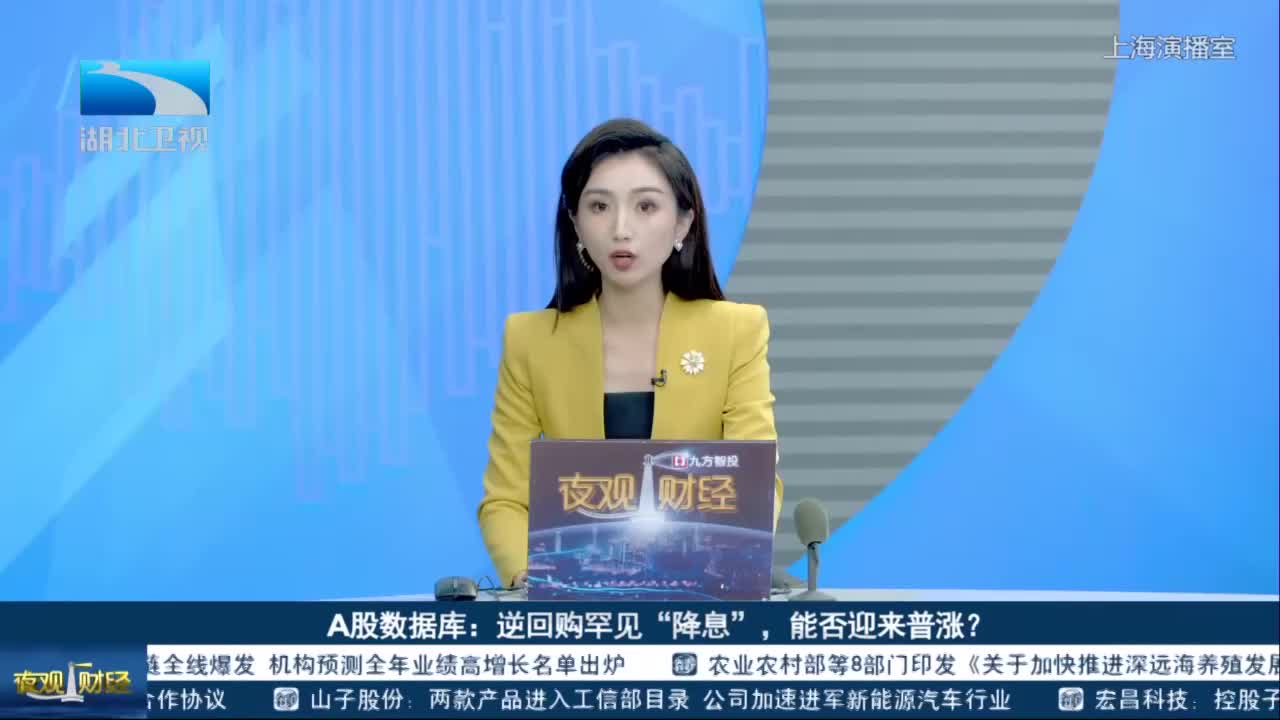 上海演播室
湖北卫视
九方智投
夜观财经
A股数据库：逆回购罕见“降息”，能否迎来普涨？
链全线爆发 机构预测全年业绩高增长名单出炉 农业农村部等8部门印发《关于加快推进深远海养殖发展
夜观财经
合作协议 山子股份：两款产品进入工信部目录 公司加速进军新能源汽车行业 宏昌科技：控股子